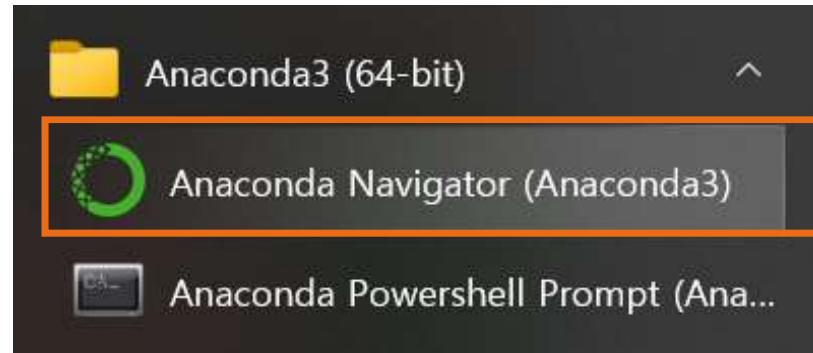 Anaconda3 (64-bit)
Anaconda Navigator (Anaconda3)
Anaconda Powershell Prompt (Ana...